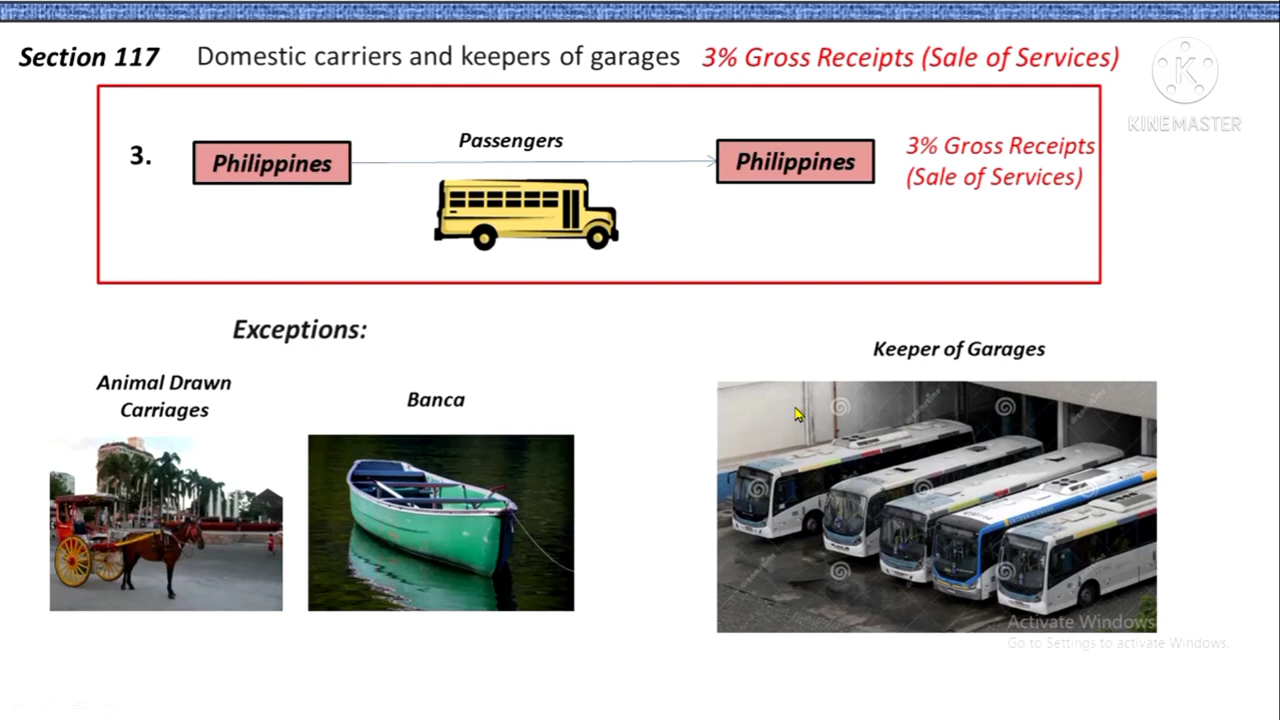 Section 117 Domestic carriers and keepers of garages 3% Gross Receipts (Sale of Services)
K
KINEMASTER
3. Philippines Passengers Philippines 3% Gross Receipts
(Sale of Services)
Exceptions:
Keeper of Garages
Animal Drawn
Carriages
Banca
Activate Windows
Go to Settings to activate Windows.